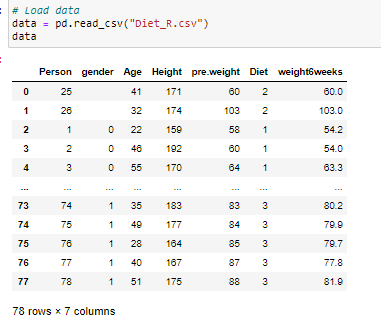 # Load data
data = pd.read_csv("Diet_R.csv")
data
Person gender Age Height pre.weight Diet weight6weeks
0 25 41 171 60 2 60.0
1 26 32 174 103 2 103.0
2 1 0 22 159 58 1 54.2
3 2 0 46 192 60 1 54.0
4 3 0 55 170 64 1 63.3
... ... ... ... ... ... ... ...
73 74 1 35 183 83 3 80.2
74 75 1 49 177 84 3 79.9
75 76 1 28 164 85 3 79.7
76 77 1 40 167 87 3 77.8
77 78 1 51 175 88 3 81.9
78 rows × 7 columns